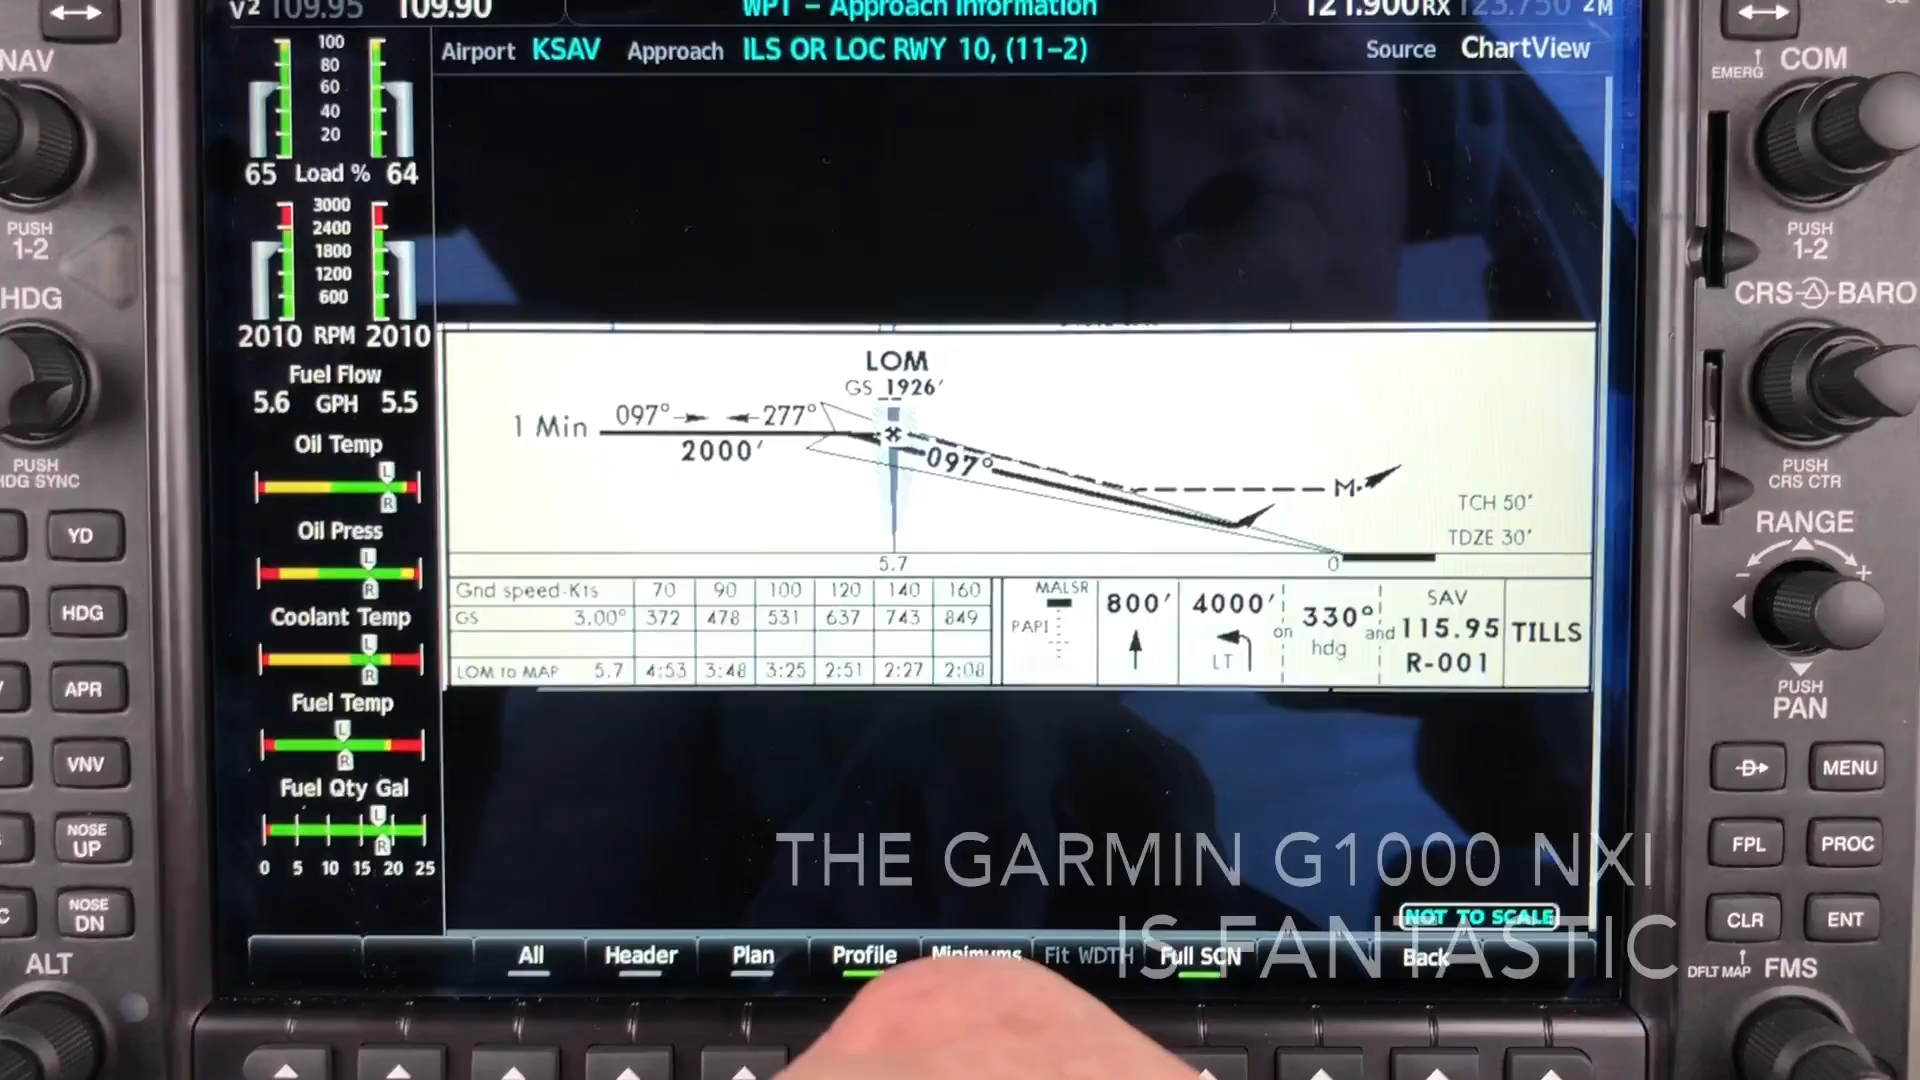 V2 109.95 109.90 WPT – Approach Information 121.900 RX 123.750 2M
Airport KSAV Approach ILS OR LOC RWY 10, (11-2) Source ChartView
NAV
PUSH
1-2
HDG
PUSH
HDG SYNC
YD
HDG
APR
VNV
NOSE
UP
NOSE
DN
ALT
100
80
60
40
20
65 Load % 64
3000
2400
1800
1200
600
2010 RPM 2010
Fuel Flow
5.6 GPH 5.5
Oil Temp
L
R
Oil Press
L
R
Coolant Temp
L
R
Fuel Temp
L
R
Fuel Qty Gal
L
R
0 5 10 15 20 25
LOM
GS 1926'
1 Min 097° 277°
2000'
097°
M
TCH 50'
TDZE 30'
5.7 0
Gnd speed-Kts 70 90 100 120 140 160
GS 3.00° 372 478 531 637 743 849
LOM to MAP 5.7 4:53 3:48 3:25 2:51 2:27 2:08
MALSR
PAPI
800'
4000'
LT
on
330°
hdg
and
SAV
115.95
R-001
TILLS
THE GARMIN G1000 NXI
IS FANTASTIC
NOT TO SCALE
All Header Plan Profile Minimums Fit WDTH Full SCN Back
EMERG COM
PUSH
1-2
CRS BARO
PUSH
CRS CTR
RANGE
- +
PUSH
PAN
D MENU
FPL PROC
CLR ENT
DFLT MAP FMS